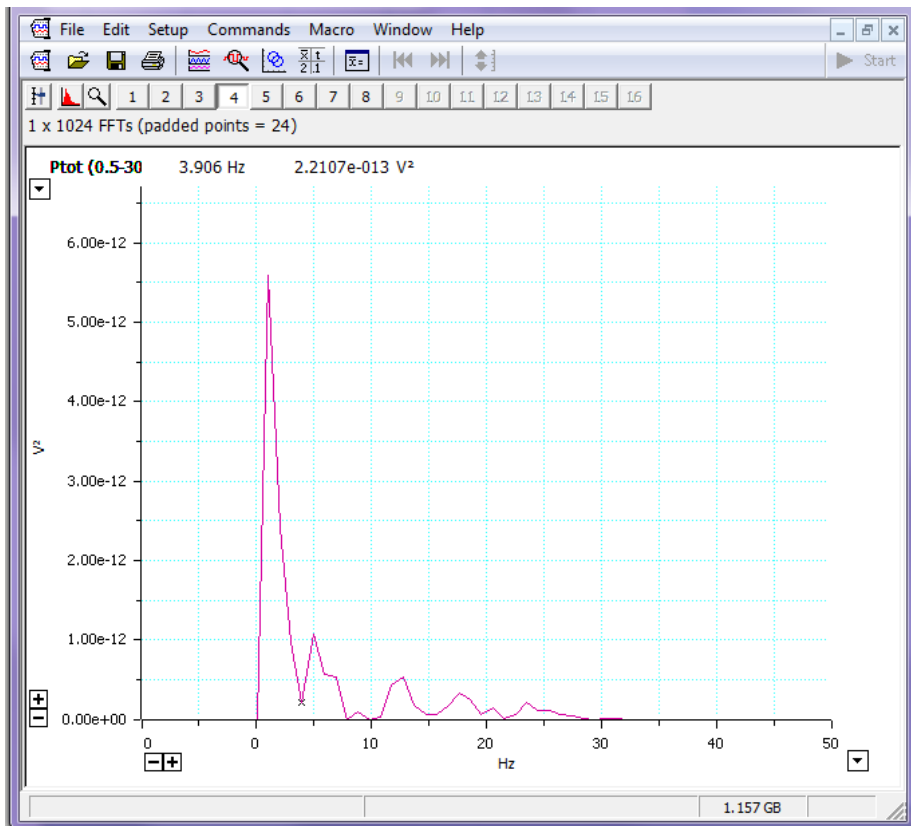 File Edit Setup Commands Macro Window Help
Start
1 2 3 4 5 6 7 8 9 10 11 12 13 14 15 16
1 x 1024 FFTs (padded points = 24)
Ptot (0.5-30 3.906 Hz 2.2107e-013 V²
6.00e-12
5.00e-12
4.00e-12
V²
3.00e-12
2.00e-12
1.00e-12
0.00e+00
0 0 10 20 30 40 50
Hz
1.157 GB